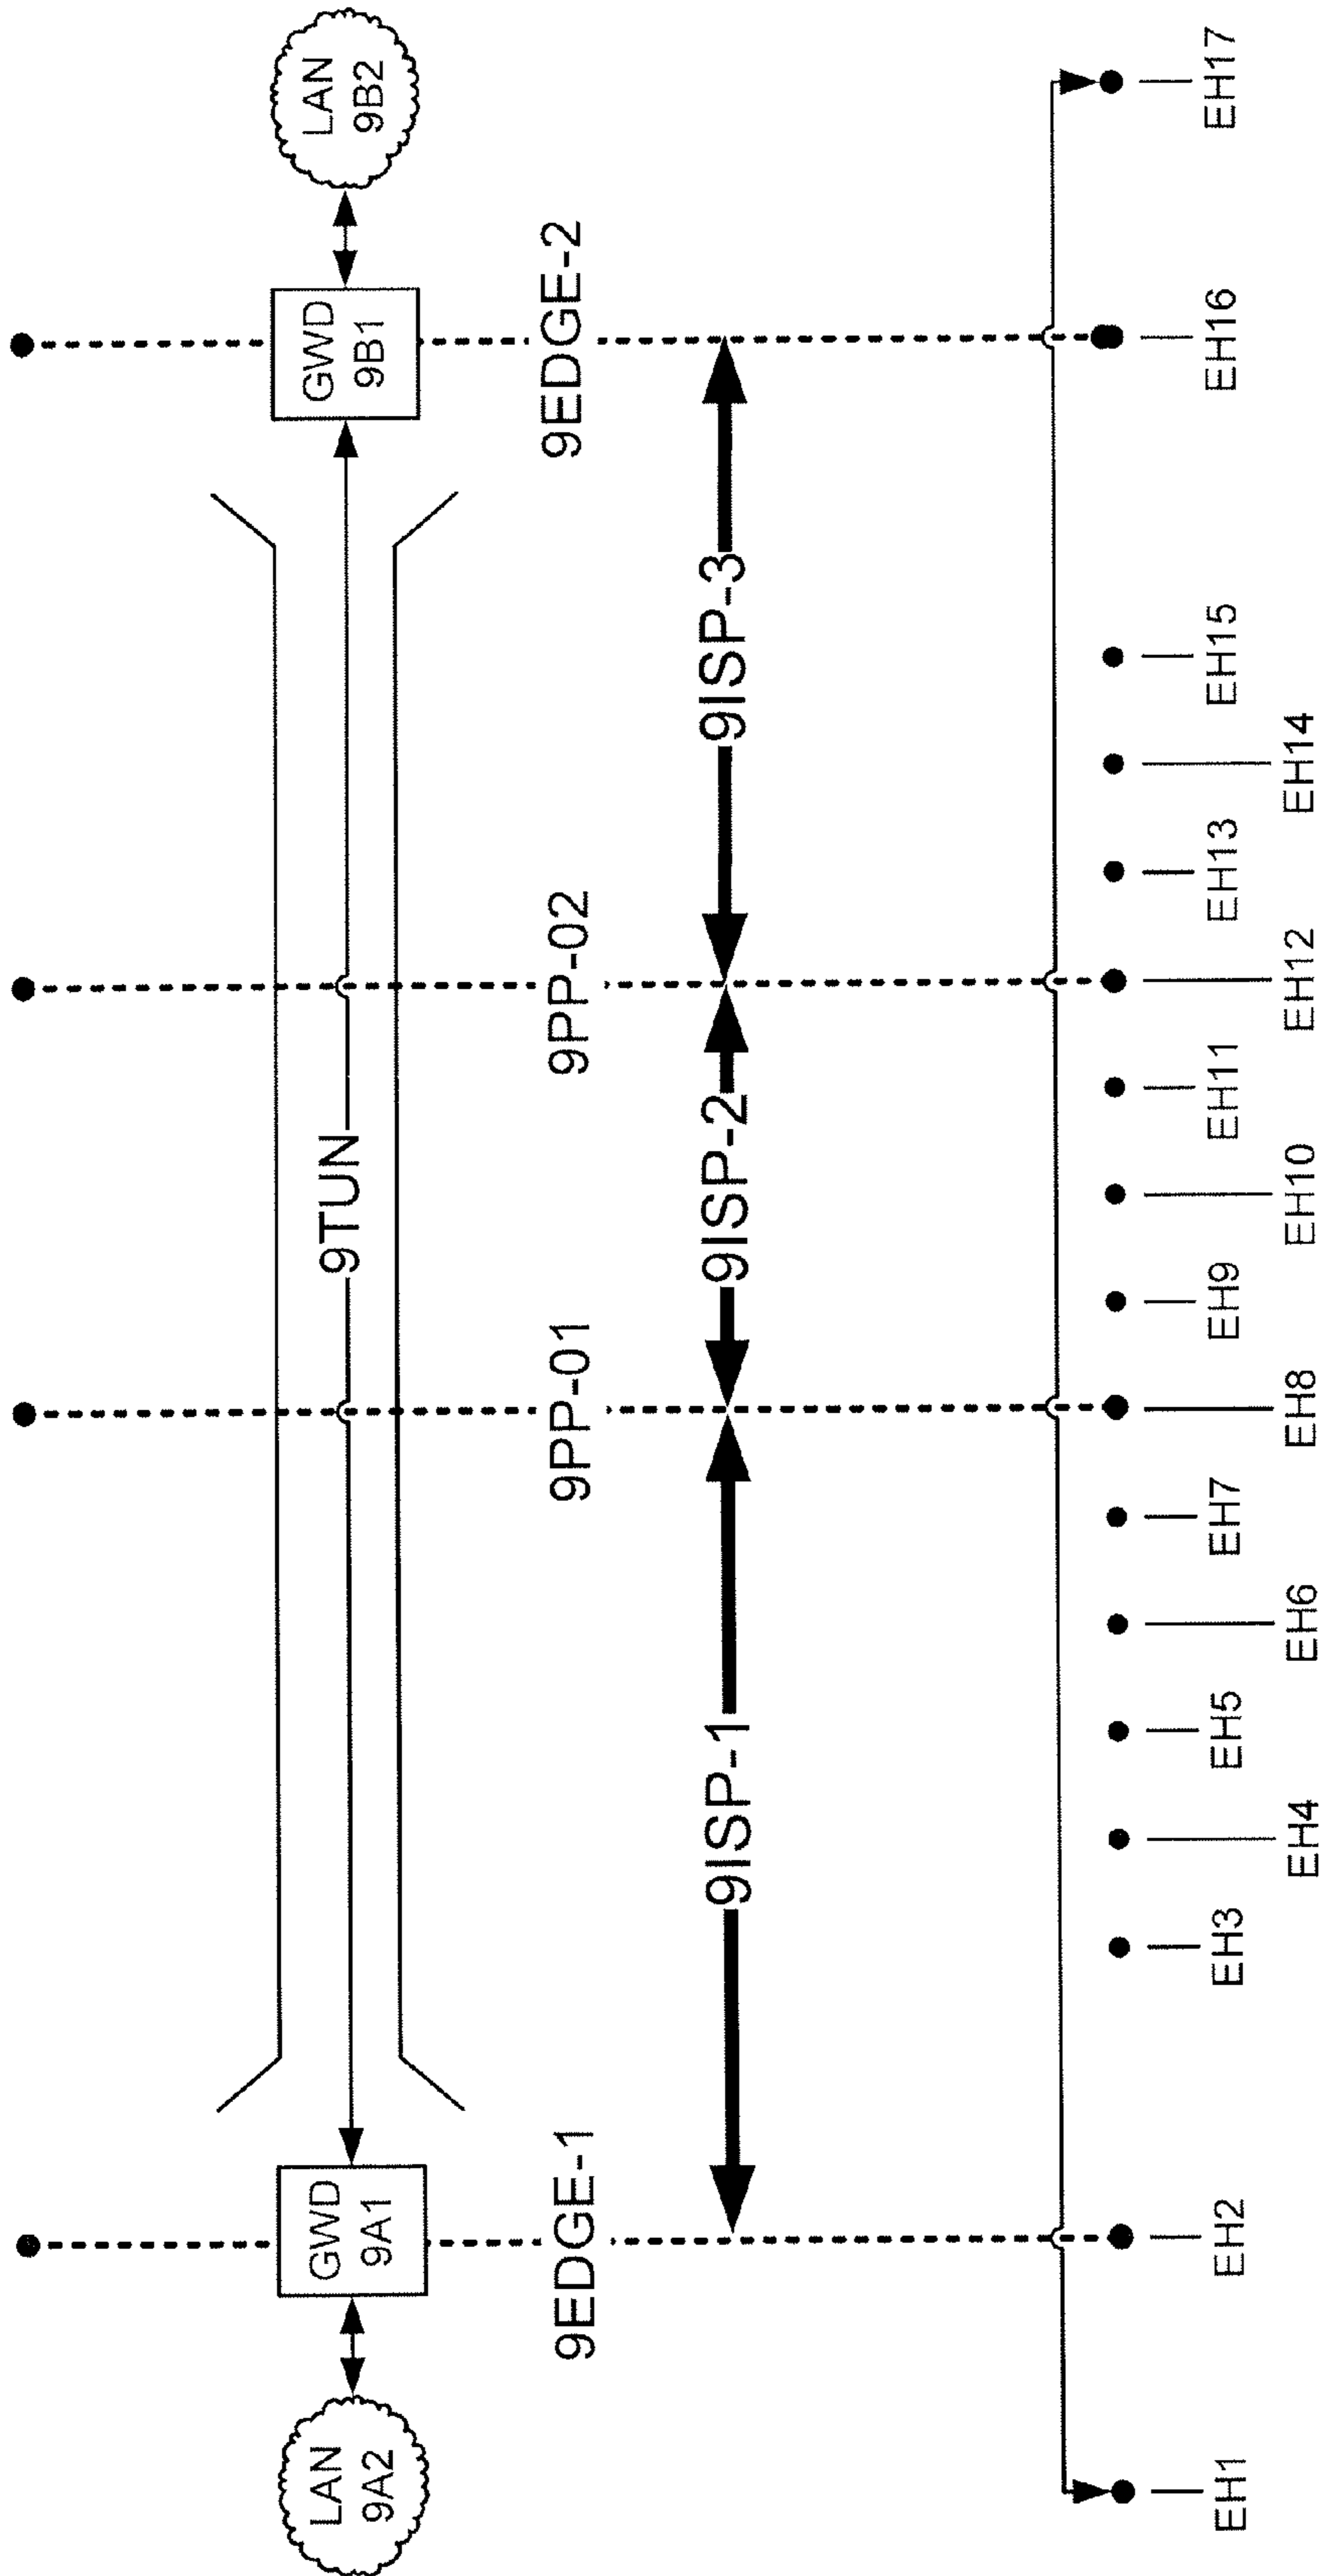 LAN
9A2
GWD
9A1
9TUN
GWD
9B1
LAN
9B2
9EDGE-1
9PP-01
9PP-02
9EDGE-2
9ISP-1
9ISP-2
9ISP-3
EH1
EH2
EH3
EH4
EH5
EH6
EH7
EH8
EH9
EH10
EH11
EH12
EH13
EH14
EH15
EH16
EH17